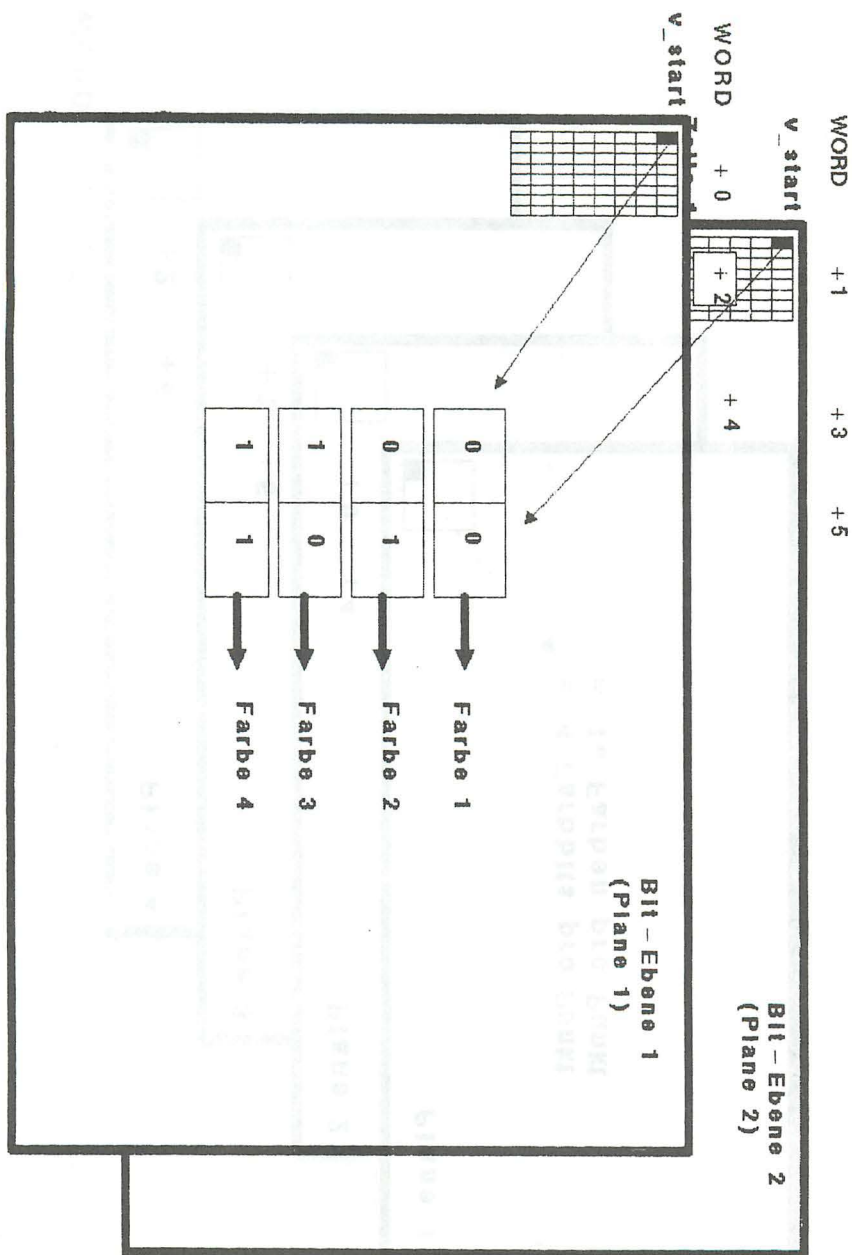 WORD +1 +3 +5
v_start
Bit – Ebene 2
(Plane 2)
WORD +0 +2 +4
v_start
Bit – Ebene 1
(Plane 1)
0 0 Farbe 1
0 1 Farbe 2
1 0 Farbe 3
1 1 Farbe 4